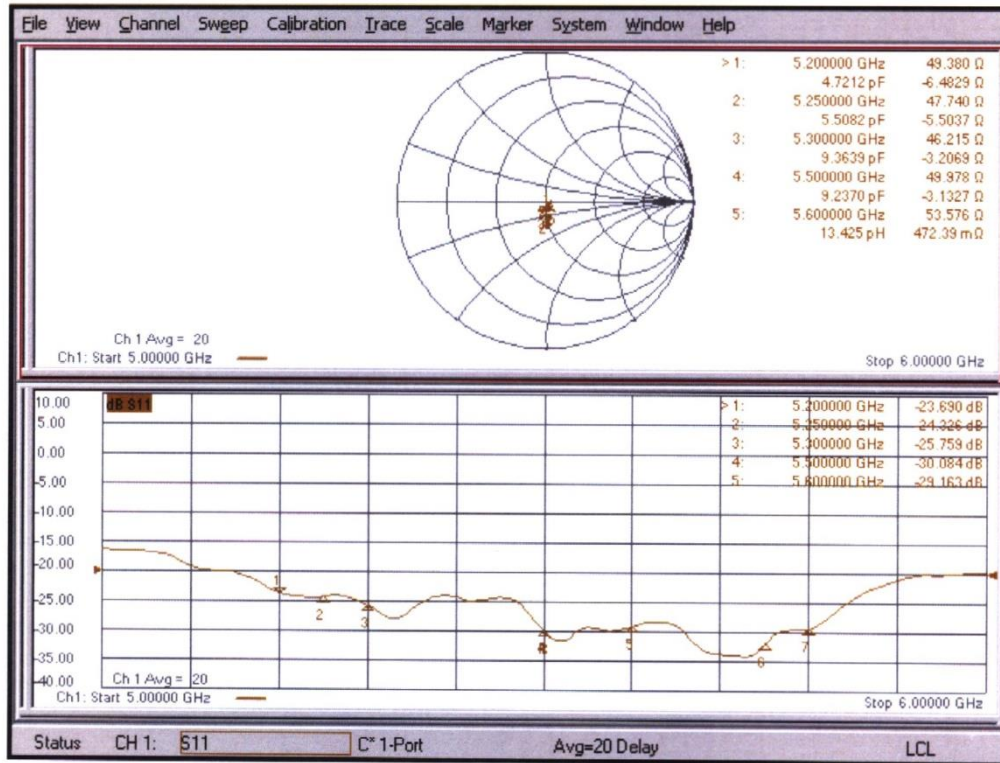 File View Channel Sweep Calibration Trace Scale Marker System Window Help
> 1: 5.200000 GHz 49.380 Ω
4.7212 pF -6.4829 Ω
2: 5.250000 GHz 47.740 Ω
5.5082 pF -5.5037 Ω
3: 5.300000 GHz 46.215 Ω
9.3639 pF -3.2069 Ω
4: 5.500000 GHz 49.978 Ω
9.2370 pF -3.1327 Ω
5: 5.600000 GHz 53.576 Ω
13.425 pH 472.39 mΩ
Ch 1 Avg = 20
Ch1: Start 5.00000 GHz
Stop 6.00000 GHz
10.00
5.00
0.00
-5.00
-10.00
-15.00
-20.00
-25.00
-30.00
-35.00
-40.00
dB S11
> 1: 5.200000 GHz -23.690 dB
2: 5.250000 GHz -24.326 dB
3: 5.300000 GHz -25.759 dB
4: 5.500000 GHz -30.084 dB
5: 5.600000 GHz -29.163 dB
1
2
3
5
6
7
Ch 1 Avg = 20
Ch1: Start 5.00000 GHz
Stop 6.00000 GHz
Status CH 1: S11 C* 1-Port Avg=20 Delay LCL